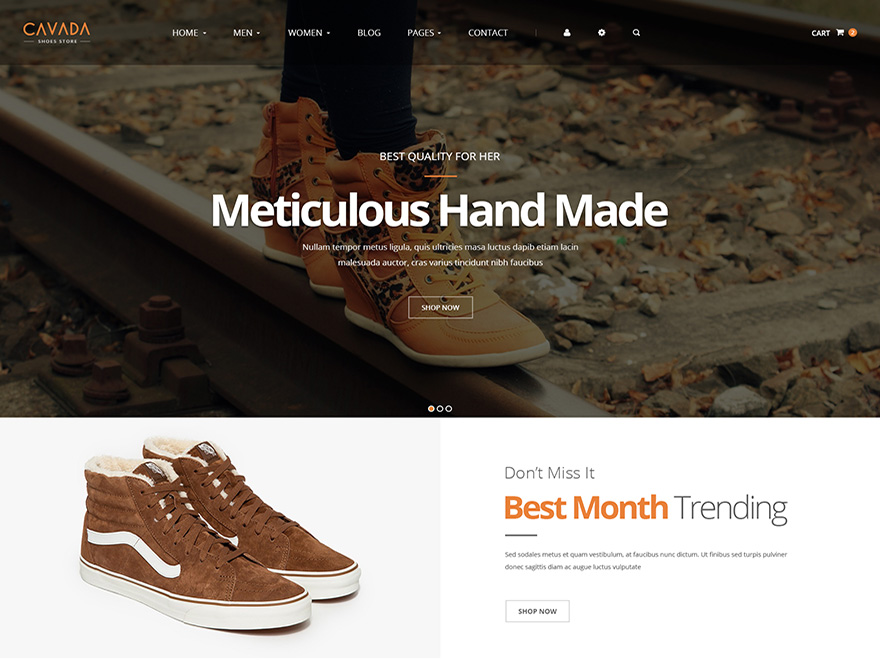 CAVADA
SHOES STORE
HOME MEN WOMEN BLOG PAGES CONTACT CART 2
BEST QUALITY FOR HER
Meticulous Hand Made
Nullam tempor metus ligula, quis ultricies masa luctus dapib etiam lacin
malesuada auctor, cras varius tincidunt nibh faucibus
SHOP NOW
Don't Miss It
Best Month Trending
Sed sodales metus et quam vestibulum, at faucibus nunc dictum. Ut finibus sed turpis pulviner
donec sagittis diam ac augue luctus vulputate
SHOP NOW